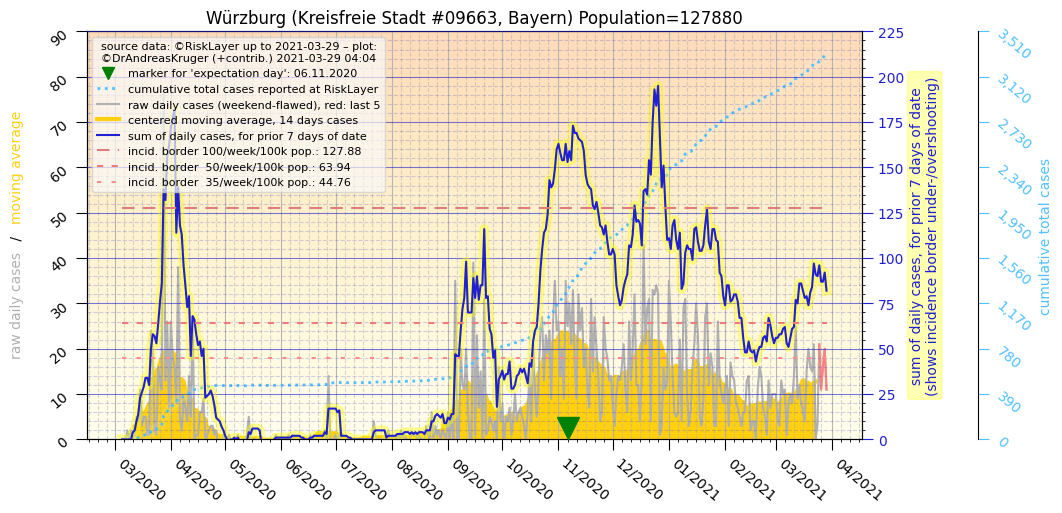 Würzburg (Kreisfreie Stadt #09663, Bayern) Population=127880
source data: ©RiskLayer up to 2021-03-29 – plot:
©DrAndreasKruger (+contrib.) 2021-03-29 04:04
marker for 'expectation day': 06.11.2020
cumulative total cases reported at RiskLayer
raw daily cases (weekend-flawed), red: last 5
centered moving average, 14 days cases
sum of daily cases, for prior 7 days of date
incid. border 100/week/100k pop.: 127.88
incid. border  50/week/100k pop.: 63.94
incid. border  35/week/100k pop.: 44.76
raw daily cases / moving average
90
80
70
60
50
40
30
20
10
0
225
200
175
150
125
100
75
50
25
0
sum of daily cases, for prior 7 days of date
(shows incidence border under-/overshooting)
3,510
3,120
2,730
2,340
1,950
1,560
1,170
780
390
0
cumulative total cases
03/2020
04/2020
05/2020
06/2020
07/2020
08/2020
09/2020
10/2020
11/2020
12/2020
01/2021
02/2021
03/2021
04/2021